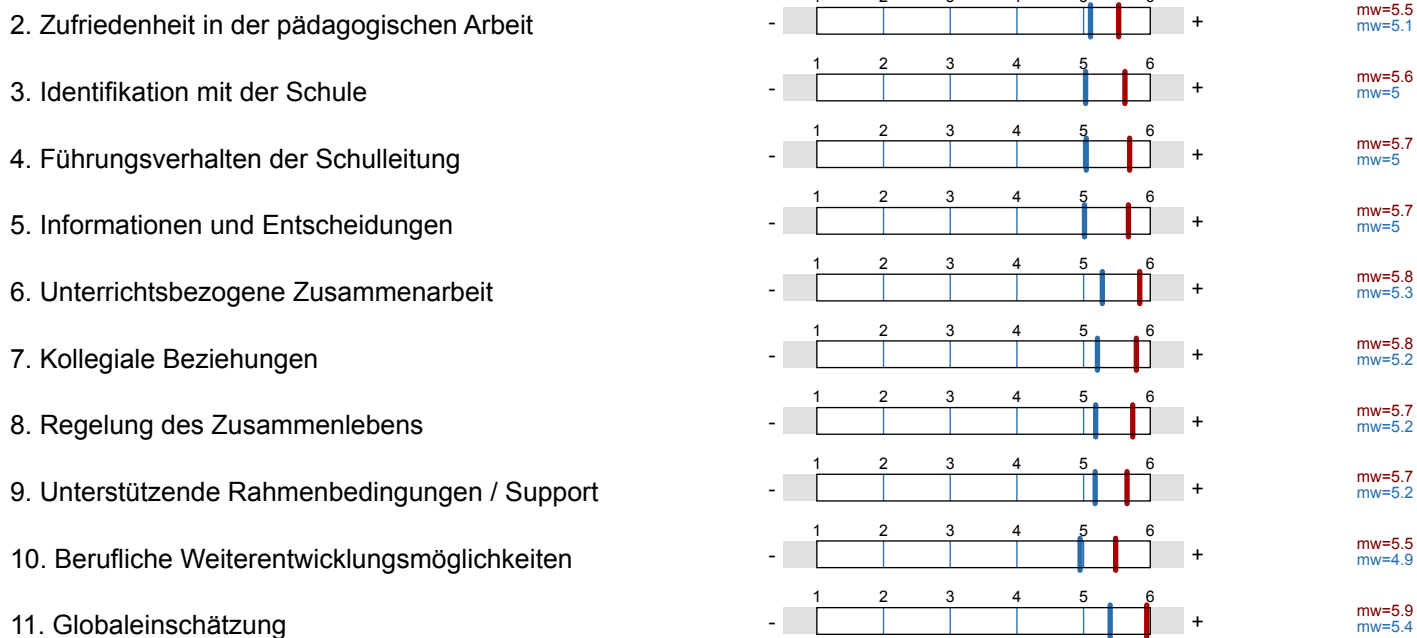 2. Zufriedenheit in der pädagogischen Arbeit - + mw=5.5
mw=5.1
1 2 3 4 5 6
3. Identifikation mit der Schule - + mw=5.6
mw=5
1 2 3 4 5 6
4. Führungsverhalten der Schulleitung - + mw=5.7
mw=5
1 2 3 4 5 6
5. Informationen und Entscheidungen - + mw=5.7
mw=5
1 2 3 4 5 6
6. Unterrichtsbezogene Zusammenarbeit - + mw=5.8
mw=5.3
1 2 3 4 5 6
7. Kollegiale Beziehungen - + mw=5.8
mw=5.2
1 2 3 4 5 6
8. Regelung des Zusammenlebens - + mw=5.7
mw=5.2
1 2 3 4 5 6
9. Unterstützende Rahmenbedingungen / Support - + mw=5.7
mw=5.2
1 2 3 4 5 6
10. Berufliche Weiterentwicklungsmöglichkeiten - + mw=5.5
mw=4.9
1 2 3 4 5 6
11. Globaleinschätzung - + mw=5.9
mw=5.4